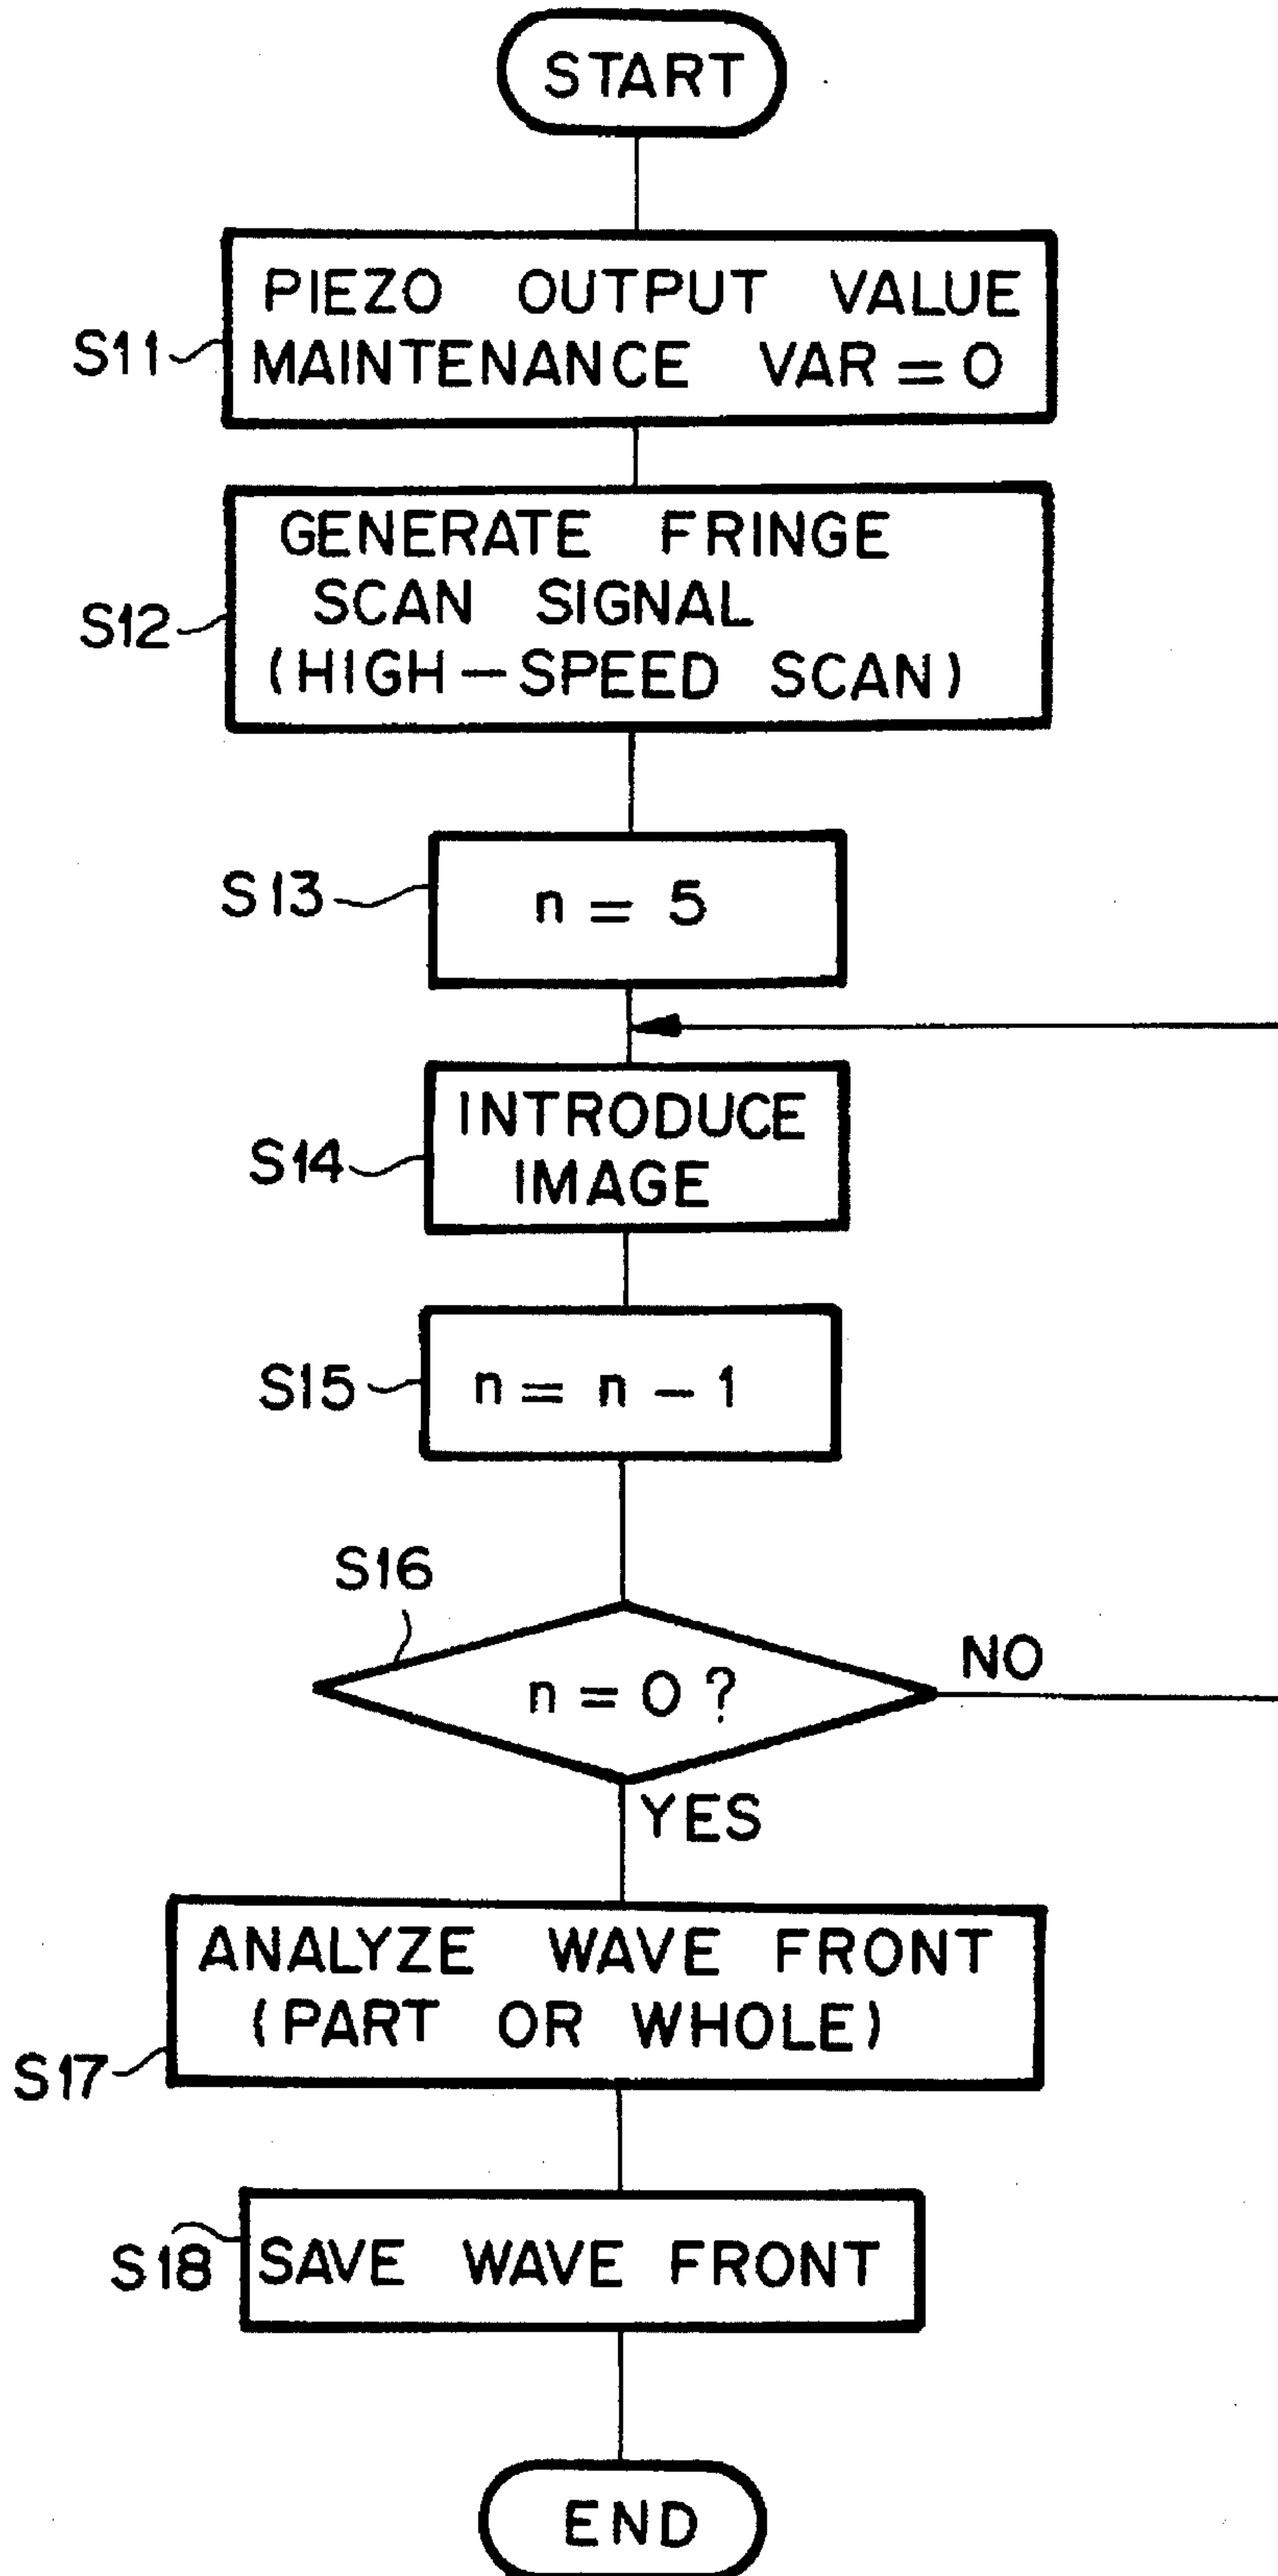 START
PIEZO OUTPUT VALUE
MAINTENANCE VAR = 0
S11
GENERATE FRINGE
SCAN SIGNAL
(HIGH-SPEED SCAN)
S12
S13
n = 5
INTRODUCE
IMAGE
S14
S15
n = n - 1
S16
n = 0 ?
NO
YES
ANALYZE WAVE FRONT
(PART OR WHOLE)
S17
S18
SAVE WAVE FRONT
END